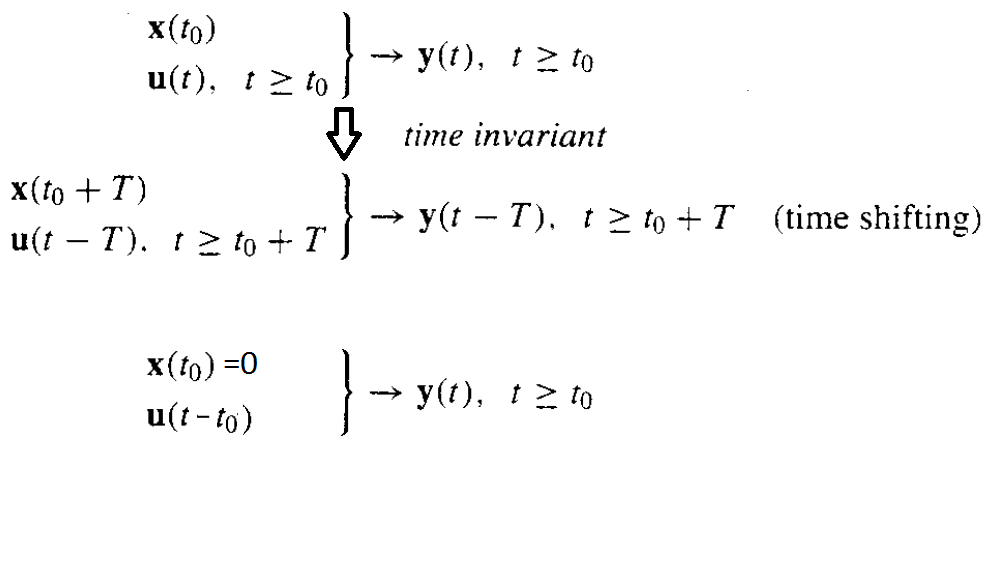 x(t₀)
u(t), t ≥ t₀ } → y(t), t ≥ t₀
⇩ time invariant
x(t₀ + T)
u(t − T). t ≥ t₀ + T } → y(t − T). t ≥ t₀ + T (time shifting)
x(t₀) =0
u(t−t₀) } → y(t), t ≥ t₀